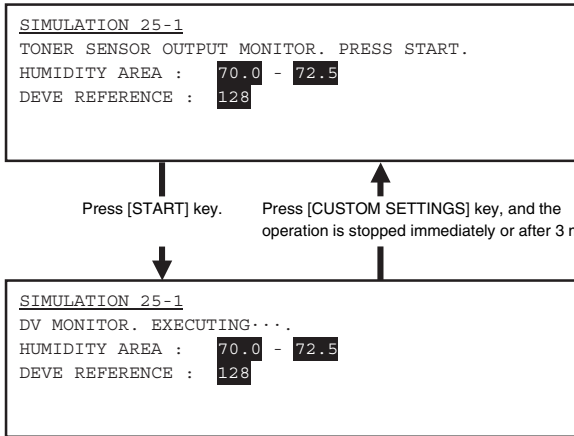 SIMULATION 25-1
TONER SENSOR OUTPUT MONITOR. PRESS START.
HUMIDITY AREA : 70.0 - 72.5
DEVE REFERENCE : 128
Press [START] key.
Press [CUSTOM SETTINGS] key, and the
operation is stopped immediately or after 3
SIMULATION 25-1
DV MONITOR. EXECUTING···.
HUMIDITY AREA : 70.0 - 72.5
DEVE REFERENCE : 128